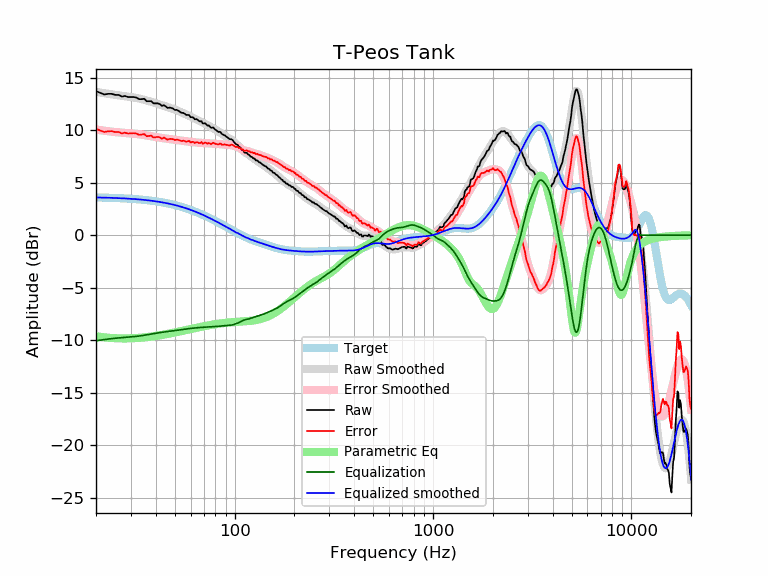 T-Peos Tank
15
10
5
0
−5
−10
−15
−20
−25
Amplitude (dBr)
Target
Raw Smoothed
Error Smoothed
Raw
Error
Parametric Eq
Equalization
Equalized smoothed
100
1000
10000
Frequency (Hz)